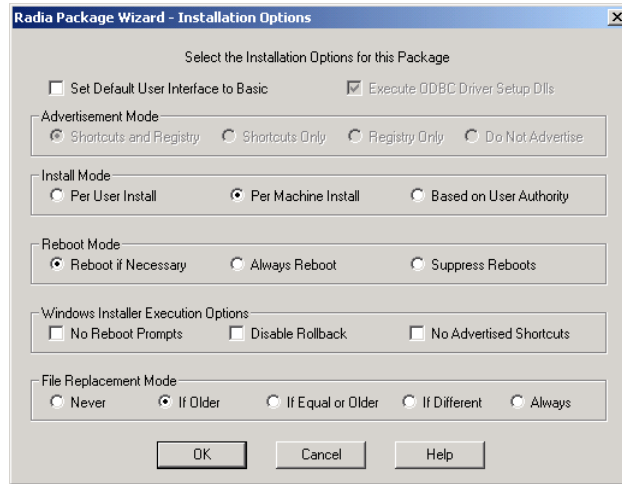 Radia Package Wizard - Installation Options
Select the Installation Options for this Package
Set Default User Interface to Basic Execute ODBC Driver Setup Dlls
Advertisement Mode
Shortcuts and Registry Shortcuts Only Registry Only Do Not Advertise
Install Mode
Per User Install Per Machine Install Based on User Authority
Reboot Mode
Reboot if Necessary Always Reboot Suppress Reboots
Windows Installer Execution Options
No Reboot Prompts Disable Rollback No Advertised Shortcuts
File Replacement Mode
Never If Older If Equal or Older If Different Always
OK Cancel Help